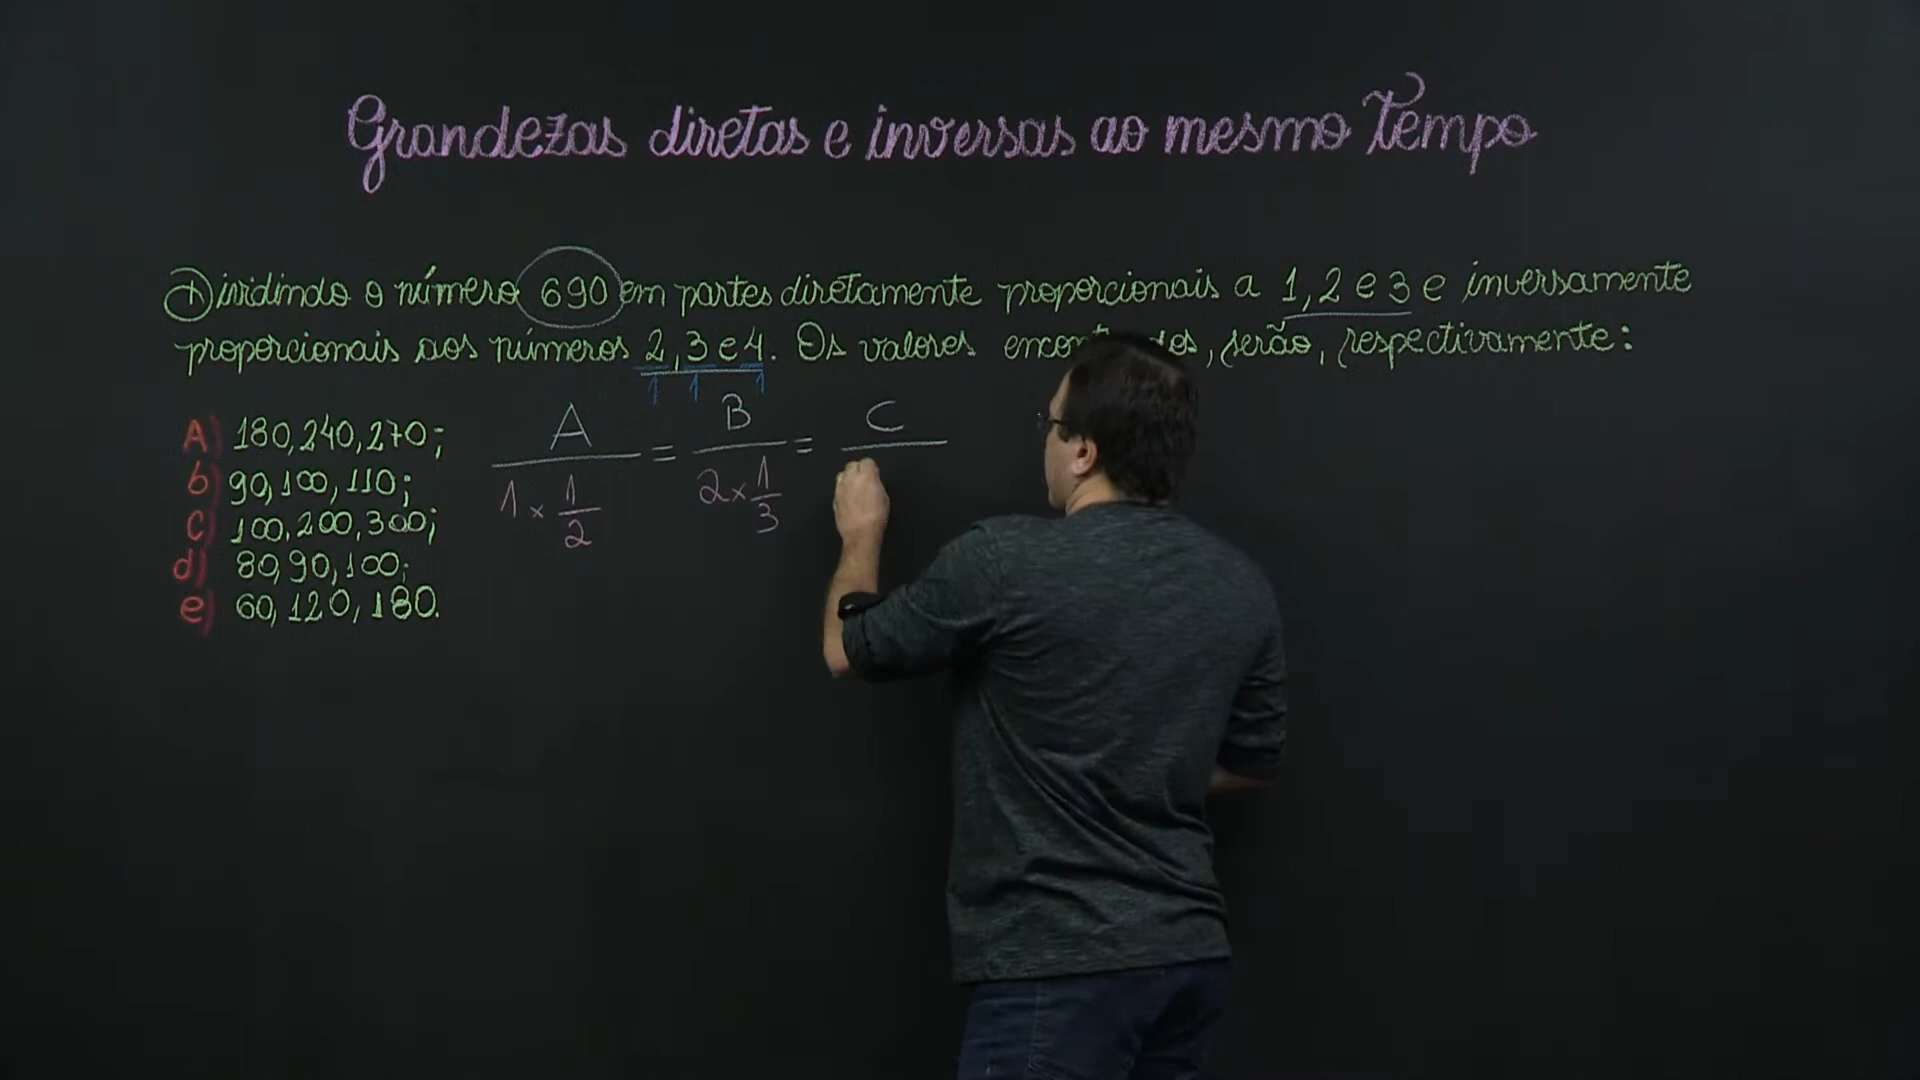 Grandezas diretas e inversas ao mesmo tempo
Dividindo o número 690 em partes diretamente proporcionais a 1, 2 e 3 e inversamente
proporcionais aos números 2, 3 e 4. Os valores, serão, respectivamente:
1 1 1
A B C
= =
1 × 1/2 2 × 1/3
A) 180, 240, 270;
b) 90, 100, 110;
C) 100, 200, 300;
d) 80, 90, 100;
e) 60, 120, 180.